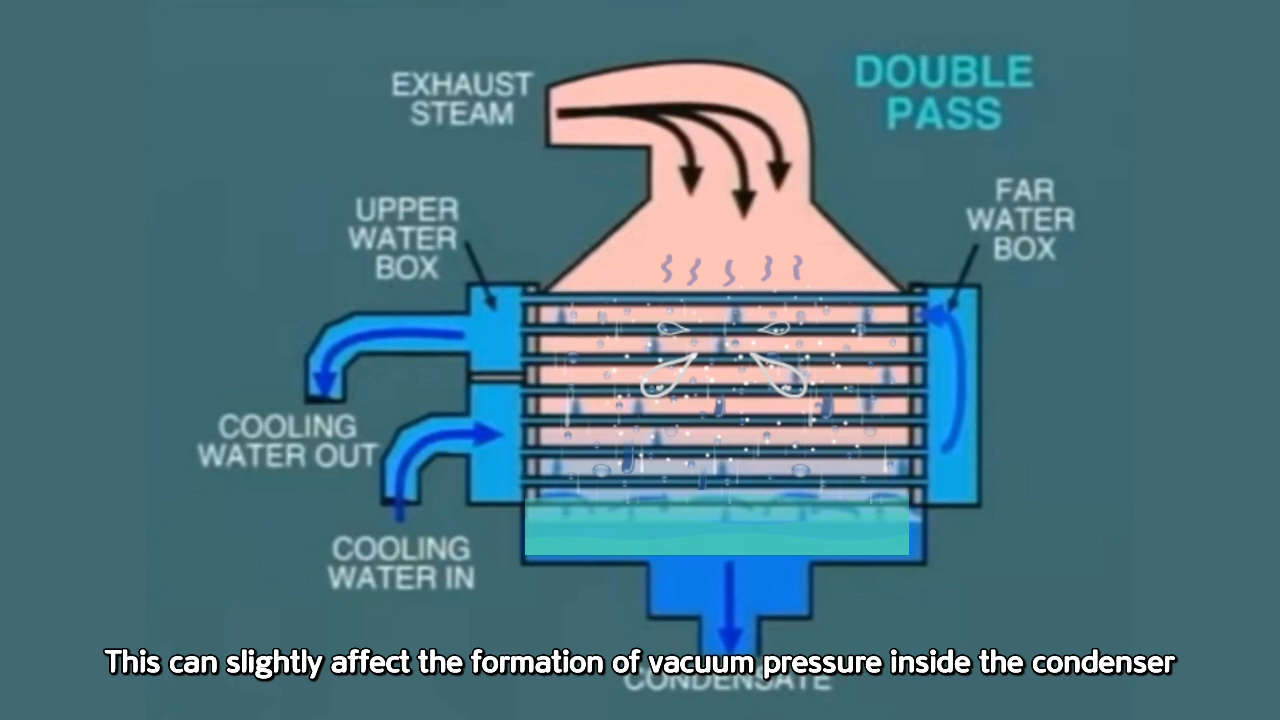 EXHAUST
STEAM
DOUBLE
PASS
UPPER
WATER
BOX
FAR
WATER
BOX
COOLING
WATER OUT
COOLING
WATER IN
This can slightly affect the formation of vacuum pressure inside the condenser
CONDENSATE